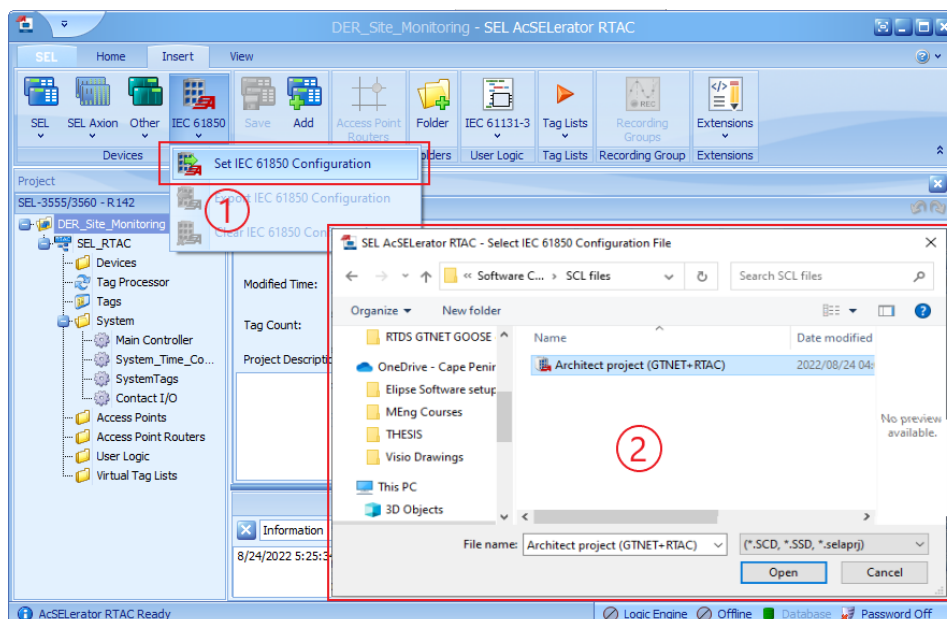 DER_Site_Monitoring - SEL AcSELerator RTAC
SEL Home Insert View
SEL SEL Axion Other IEC 61850 Save Add Access Point Routers Folder IEC 61131-3 Tag Lists Recording Groups Extensions
Devices olders User Logic Tag Lists Recording Group Extensions
Set IEC 61850 Configuration
Export IEC 61850 Configuration
Clear IEC 61850 Con
1
Project
SEL-3555/3560 - R142
DER_Site_Monitoring
SEL_RTAC
Devices
Tag Processor
Tags
System
Main Controller
System_Time_Co...
SystemTags
Contact I/O
Access Points
Access Point Routers
User Logic
Virtual Tag Lists
Modified Time:
Tag Count:
Project Descripti
Information
8/24/2022 5:25:3
SEL AcSELerator RTAC - Select IEC 61850 Configuration File
« Software C... › SCL files
Search SCL files
Organize New folder
RTDS GTNET GOOSE
OneDrive - Cape Penir
Elipse Software setup
MEng Courses
THESIS
Visio Drawings
This PC
3D Objects
Name Date modified
Architect project (GTNET+RTAC) 2022/08/24 04:
No preview available.
2
File name: Architect project (GTNET+RTAC) (*.SCD, *.SSD, *.selaprj)
Open Cancel
AcSELerator RTAC Ready Logic Engine Offline Database Password Off